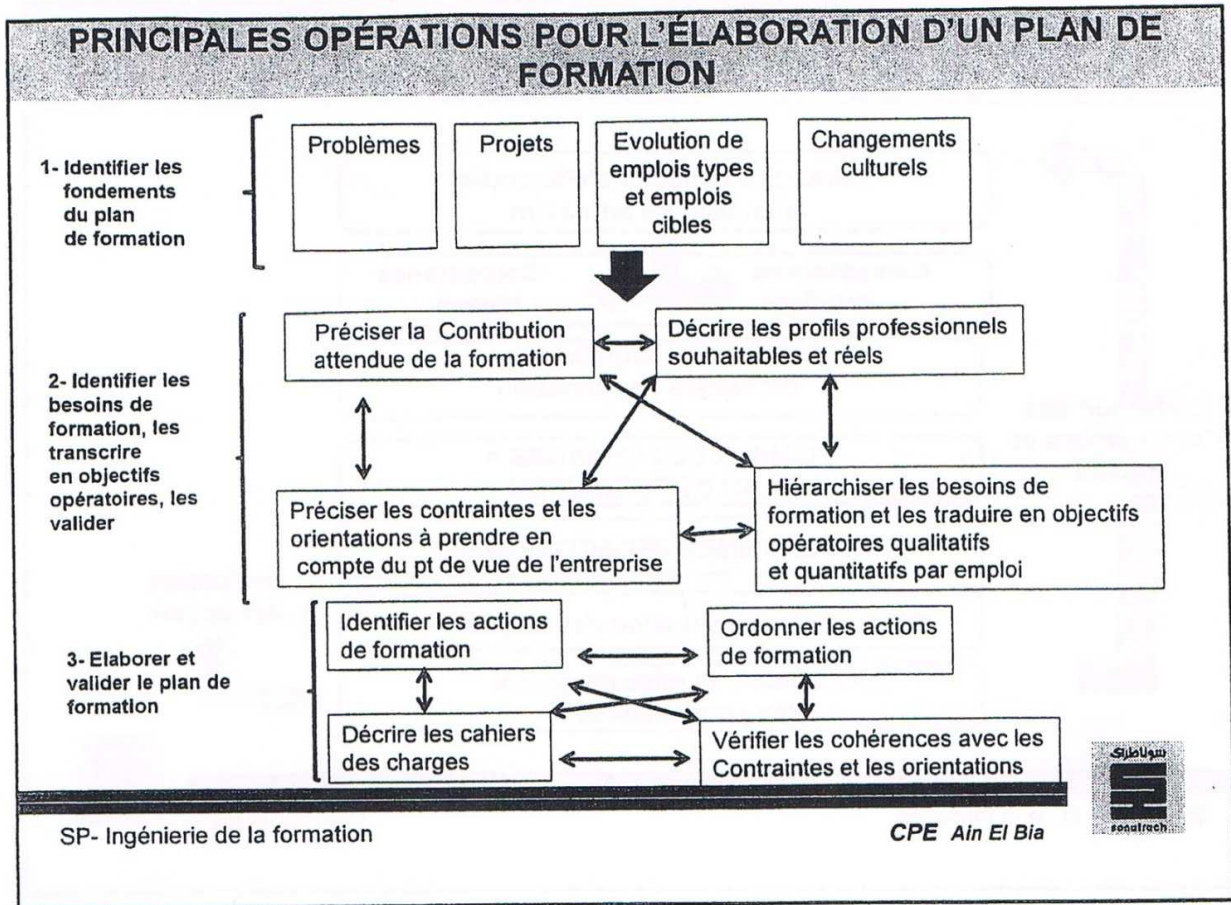 PRINCIPALES OPÉRATIONS POUR L'ÉLABORATION D'UN PLAN DE
FORMATION
1- Identifier les
fondements
du plan
de formation
Problèmes
Projets
Evolution de
emplois types
et emplois
cibles
Changements
culturels
2- Identifier les
besoins de
formation, les
transcrire
en objectifs
opératoires, les
valider
Préciser la Contribution
attendue de la formation
Décrire les profils professionnels
souhaitables et réels
Préciser les contraintes et les
orientations à prendre en
compte du pt de vue de l'entreprise
Hiérarchiser les besoins de
formation et les traduire en objectifs
opératoires qualitatifs
et quantitatifs par emploi
3- Elaborer et
valider le plan de
formation
Identifier les actions
de formation
Ordonner les actions
de formation
Décrire les cahiers
des charges
Vérifier les cohérences avec les
Contraintes et les orientations
سوناطراك
sonatrach
SP- Ingénierie de la formation
CPE Ain El Bia